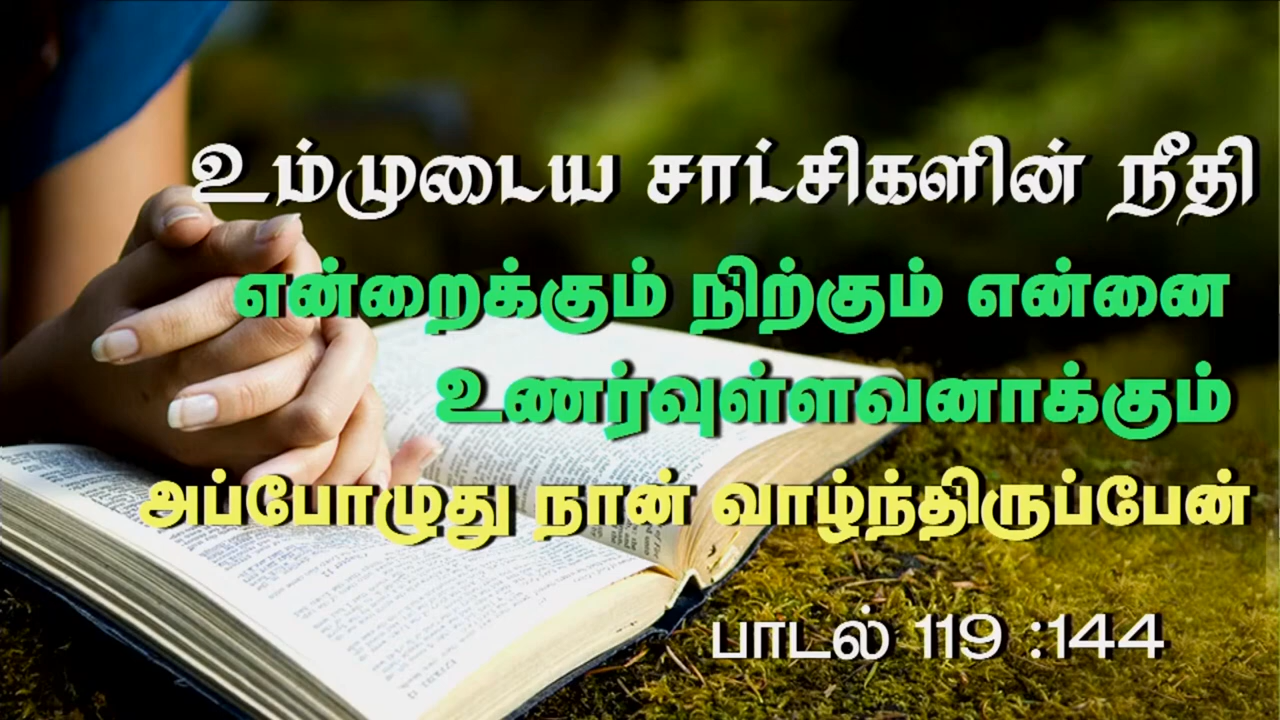 உம்முடைய சாட்சிகளின் நீதி
என்றைக்கும் நிற்கும் என்னை
உணர்வுள்ளவனாக்கும்
அப்போழுது நான் வாழ்ந்திருப்பேன்
பாடல் 119 :144